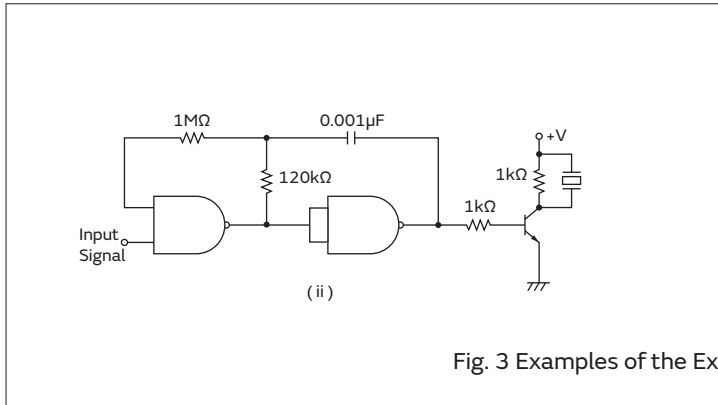 1MΩ
0.001µF
+V
120kΩ
1kΩ
1kΩ
Input
Signal
( ii )
Fig. 3 Examples of the Ex